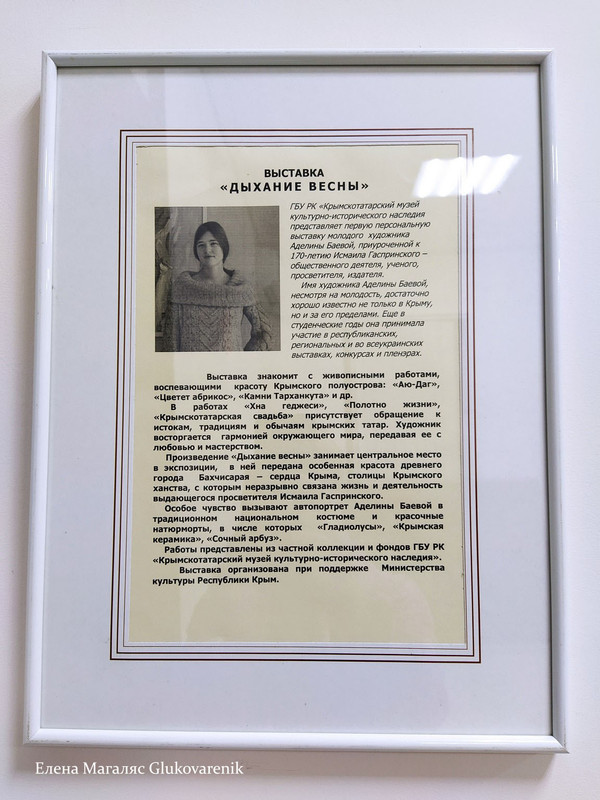 ВЫСТАВКА
«ДЫХАНИЕ ВЕСНЫ»
ГБУ РК «Крымскотатарский музей
культурно-исторического наследия
представляет первую персональную
выставку молодого художника
Аделины Баевой, приуроченной к
170-летию Исмаила Гаспринского –
общественного деятеля, ученого,
просветителя, издателя.
Имя художника Аделины Баевой,
несмотря на молодость, достаточно
хорошо известно не только в Крыму,
но и за его пределами. Еще в
студенческие годы она принимала
участие в республиканских,
региональных и во всеукраинских
выставках, конкурсах и пленэрах.
Выставка знакомит с живописными работами,
воспевающими красоту Крымского полуострова: «Аю-Даг»,
«Цветет абрикос», «Камни Тарханкута» и др.
В работах «Хна геджеси», «Полотно жизни»,
«Крымскотатарская свадьба» присутствует обращение к
истокам, традициям и обычаям крымских татар. Художник
восторгается гармонией окружающего мира, передавая ее с
любовью и мастерством.
Произведение «Дыхание весны» занимает центральное место
в экспозиции, в ней передана особенная красота древнего
города Бахчисарая – сердца Крыма, столицы Крымского
ханства, с которым неразрывно связана жизнь и деятельность
выдающегося просветителя Исмаила Гаспринского.
Особое чувство вызывают автопортрет Аделины Баевой в
традиционном национальном костюме и красочные
натюрморты, в числе которых «Гладиолусы», «Крымская
керамика», «Сочный арбуз».
Работы представлены из частной коллекции и фондов ГБУ РК
«Крымскотатарский музей культурно-исторического наследия».
Выставка организована при поддержке Министерства
культуры Республики Крым.
Елена Магаляс Glukovarenik